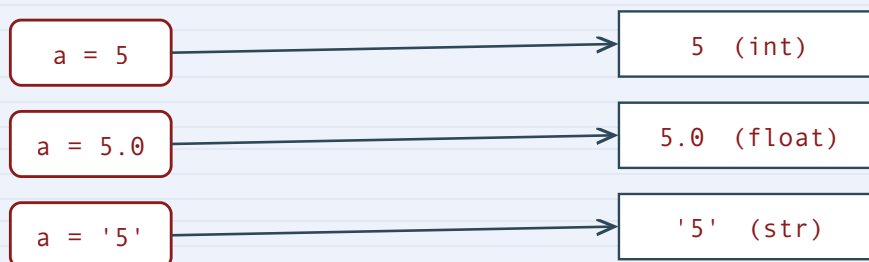 a = 5
5 (int)
a = 5.0
5.0 (float)
a = '5'
'5' (str)